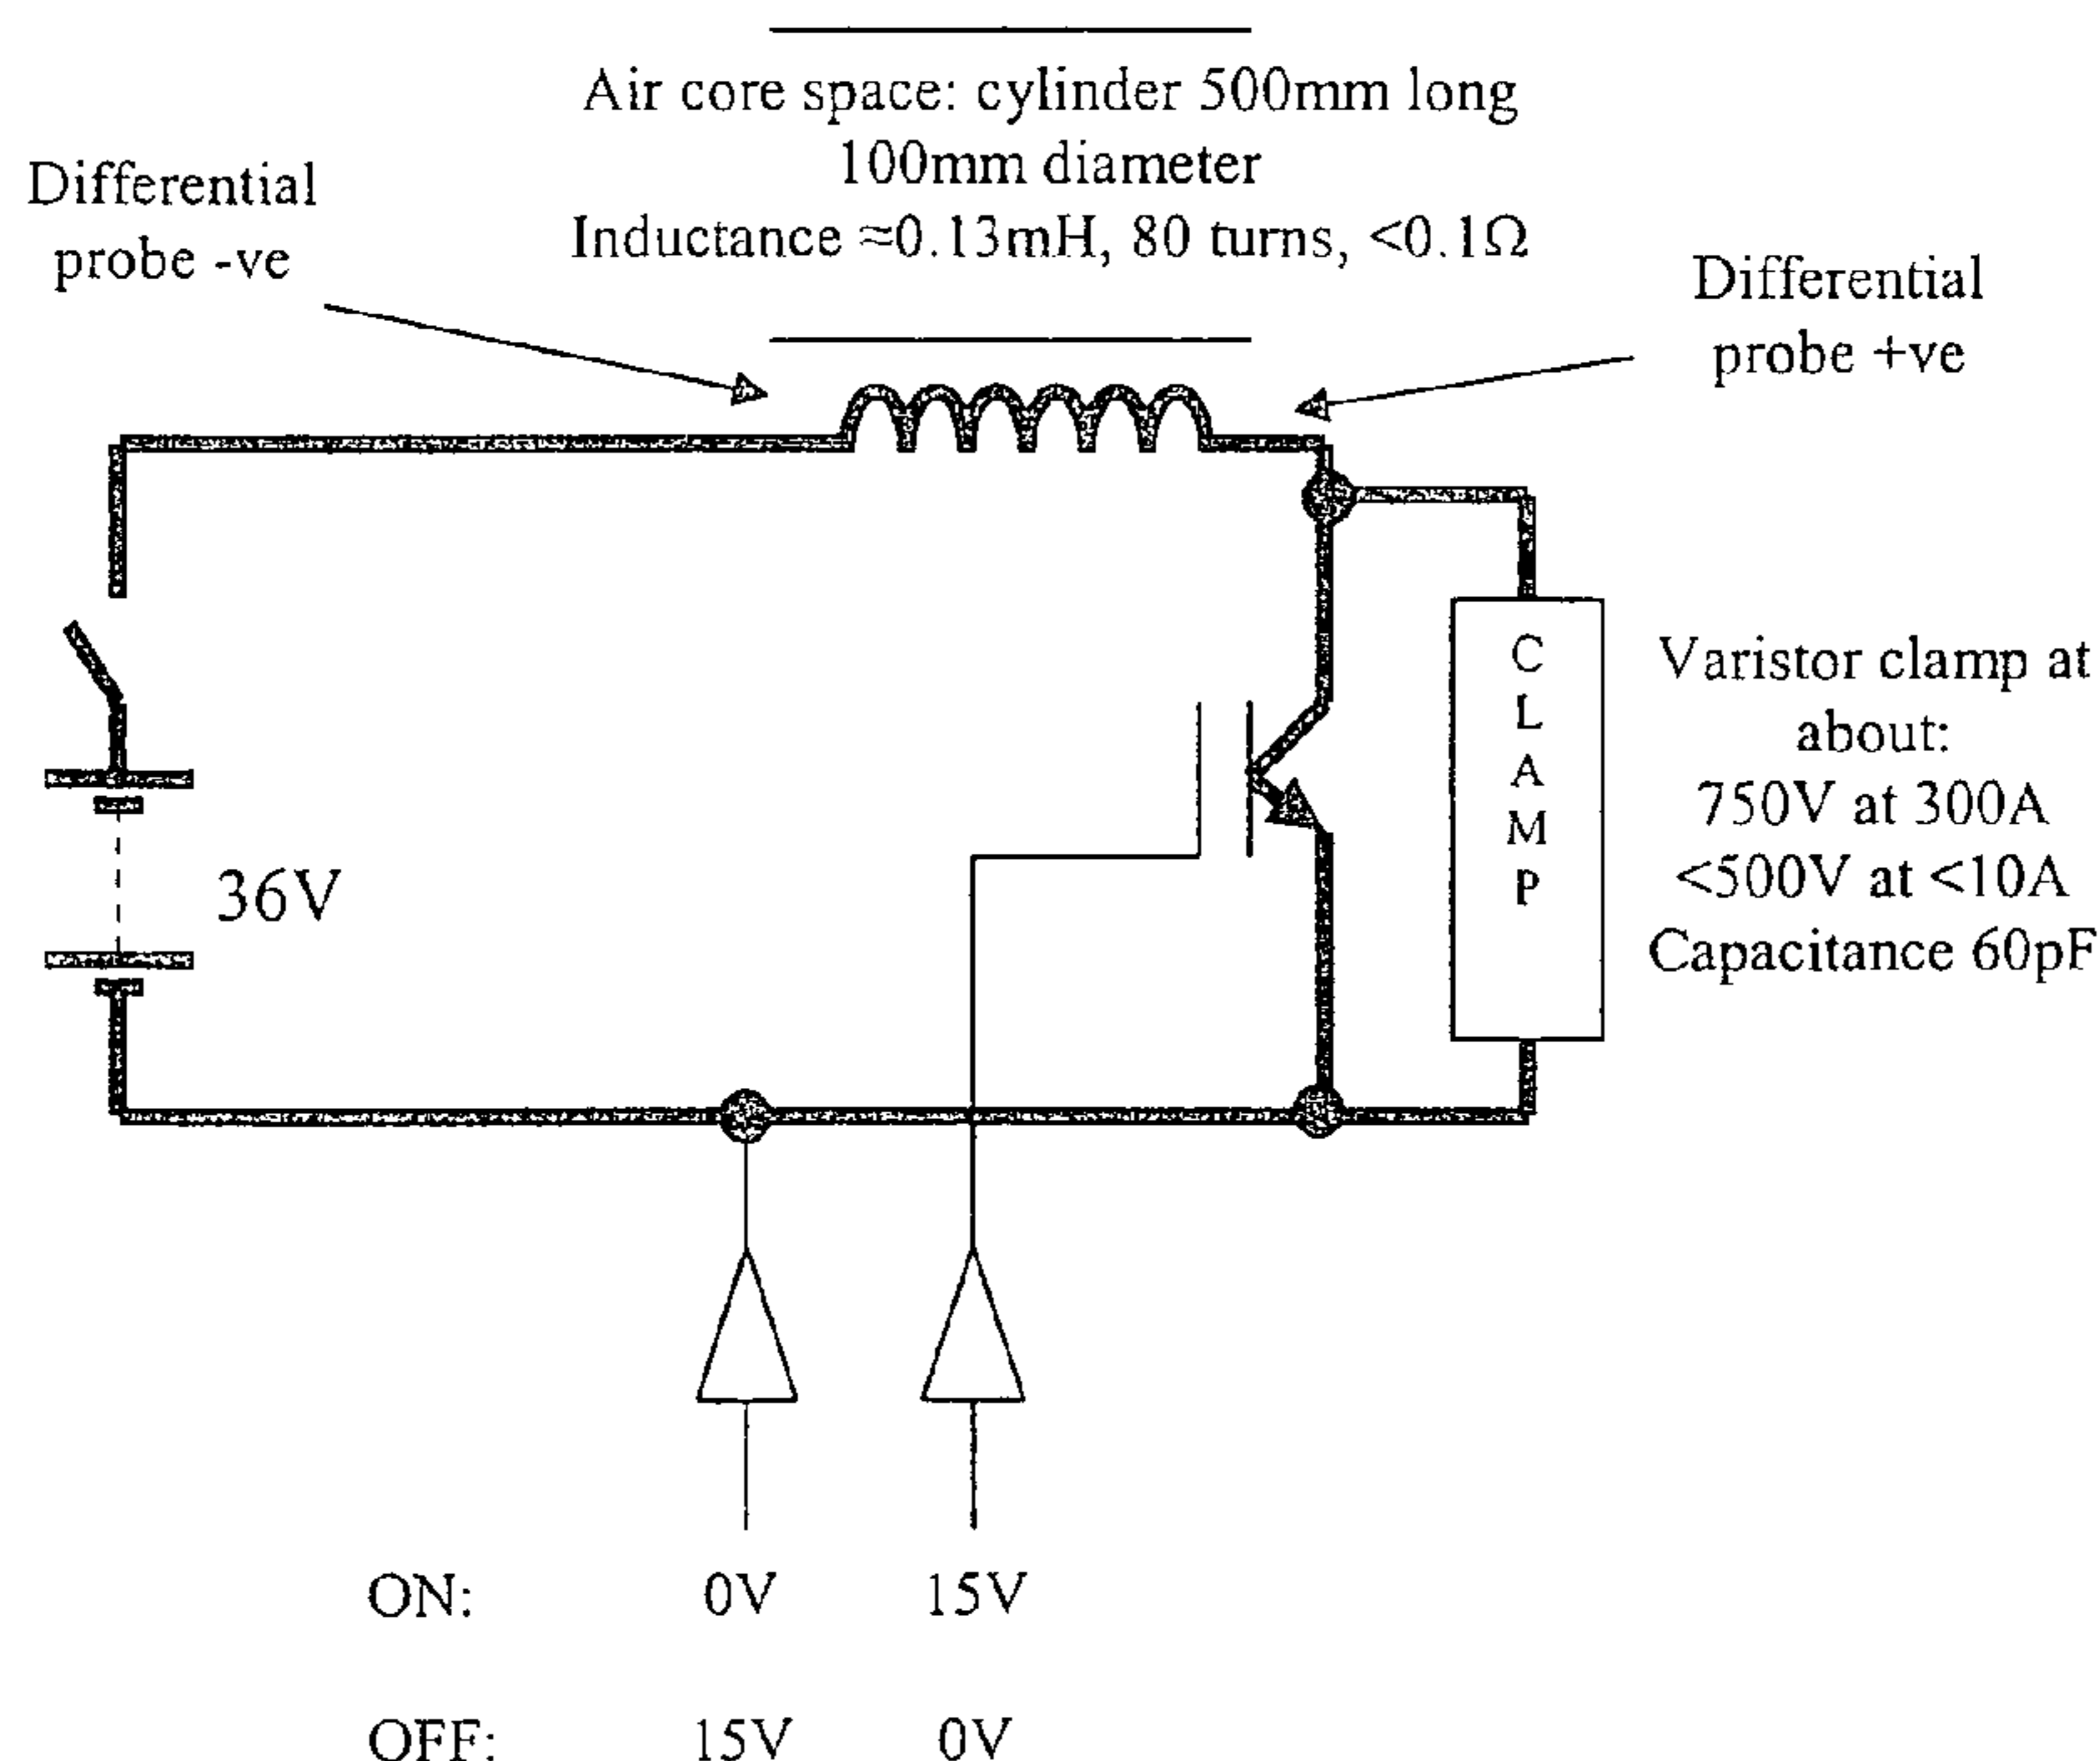 Air core space: cylinder 500mm long
100mm diameter
Inductance ≈0.13mH, 80 turns, <0.1Ω
Differential
probe -ve
Differential
probe +ve
36V
C
L
A
M
P
Varistor clamp at
about:
750V at 300A
<500V at <10A
Capacitance 60pF
ON: 0V 15V
OFF: 15V 0V